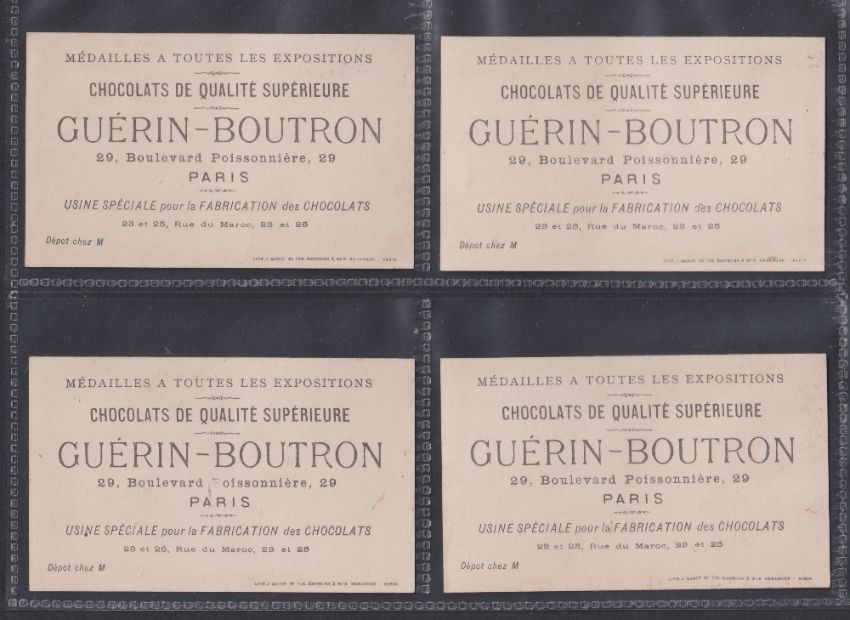 MÉDAILLES A TOUTES LES EXPOSITIONS
CHOCOLATS DE QUALITÉ SUPÉRIEURE
GUÉRIN-BOUTRON
29, Boulevard Poissonnière, 29
PARIS
USINE SPÉCIALE pour la FABRICATION des CHOCOLATS
23 et 25, Rue du Maroc, 23 et 25
Dépot chez M
MÉDAILLES A TOUTES LES EXPOSITIONS
CHOCOLATS DE QUALITÉ SUPÉRIEURE
GUÉRIN-BOUTRON
29, Boulevard Poissonnière, 29
PARIS
USINE SPÉCIALE pour la FABRICATION des CHOCOLATS
23 et 25, Rue du Maroc, 23 et 25
Dépot chez M
MÉDAILLES A TOUTES LES EXPOSITIONS
CHOCOLATS DE QUALITÉ SUPÉRIEURE
GUÉRIN-BOUTRON
29, Boulevard Poissonnière, 29
PARIS
USINE SPÉCIALE pour la FABRICATION des CHOCOLATS
23 et 25, Rue du Maroc, 23 et 25
Dépot chez M
MÉDAILLES A TOUTES LES EXPOSITIONS
CHOCOLATS DE QUALITÉ SUPÉRIEURE
GUÉRIN-BOUTRON
29, Boulevard Poissonnière, 29
PARIS
USINE SPÉCIALE pour la FABRICATION des CHOCOLATS
23 et 25, Rue du Maroc, 23 et 25
Dépot chez M